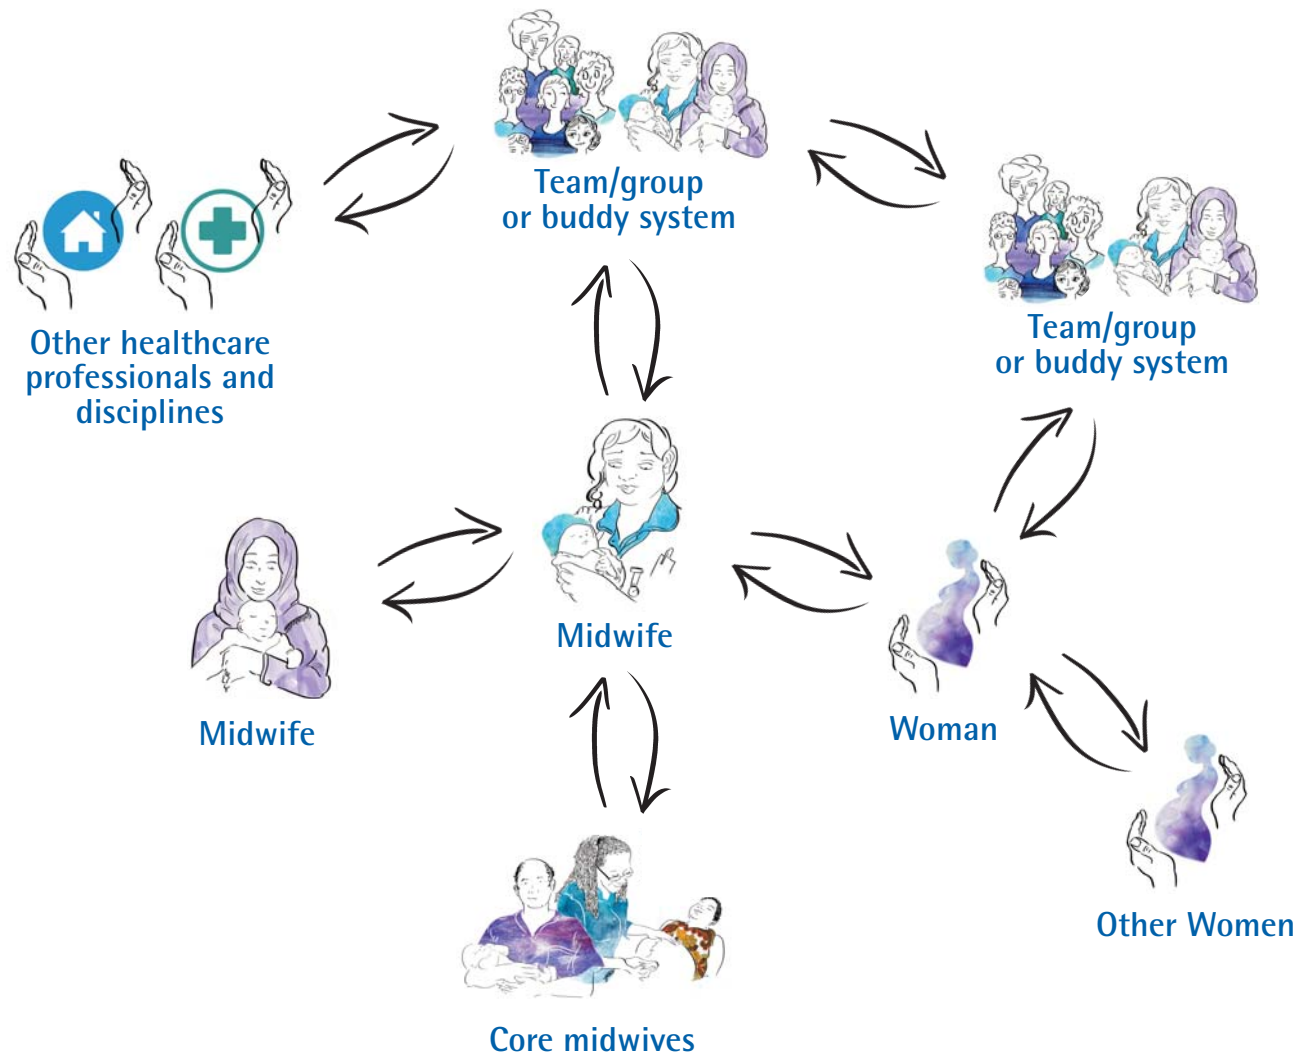 Team/group
or buddy system
Team/group
or buddy system
Other healthcare
professionals and
disciplines
Midwife
Midwife
Woman
Other Women
Core midwives